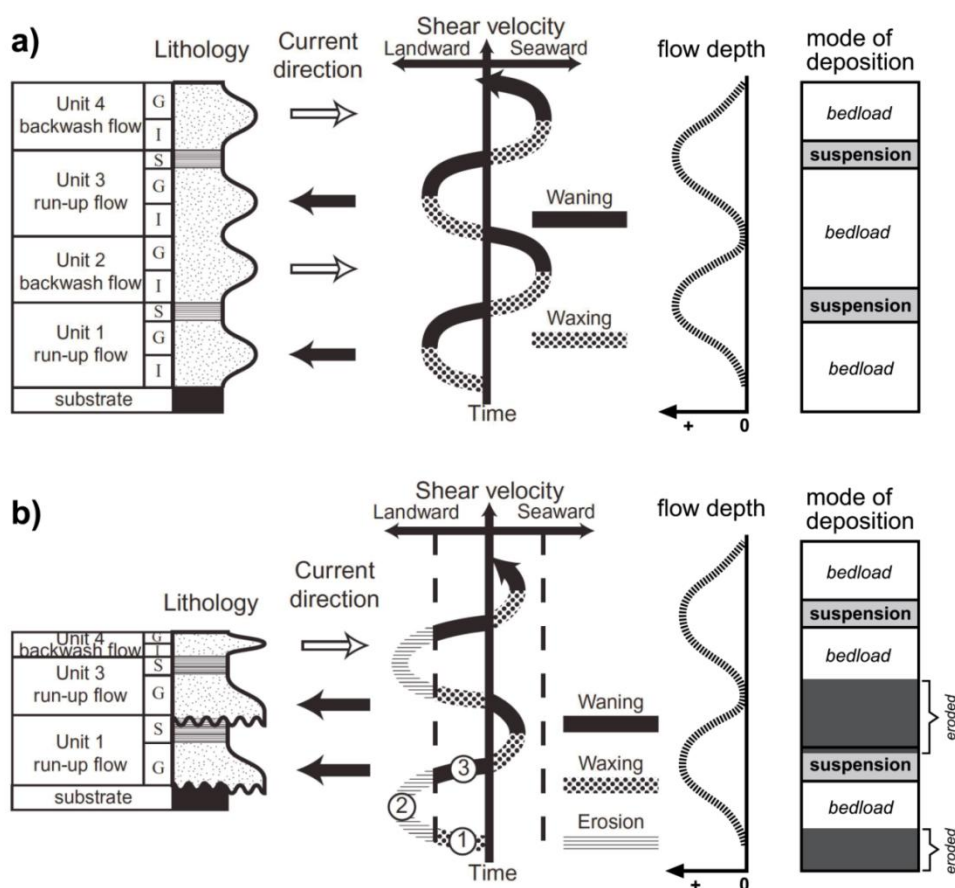 a)
Lithology
Current
direction
Shear velocity
Landward
Seaward
flow depth
mode of
deposition
Unit 4
backwash flow
G
I
Unit 3
run-up flow
S
G
I
Unit 2
backwash flow
G
I
Unit 1
run-up flow
S
G
I
substrate
Waning
Waxing
Time
+
0
bedload
suspension
bedload
suspension
bedload
b)
Lithology
Current
direction
Shear velocity
Landward
Seaward
flow depth
mode of
deposition
Unit 4
backwash flow
G
I
Unit 3
run-up flow
S
G
Unit 1
run-up flow
S
G
substrate
3
2
1
Waning
Waxing
Erosion
Time
+
0
bedload
suspension
bedload
eroded
suspension
bedload
eroded